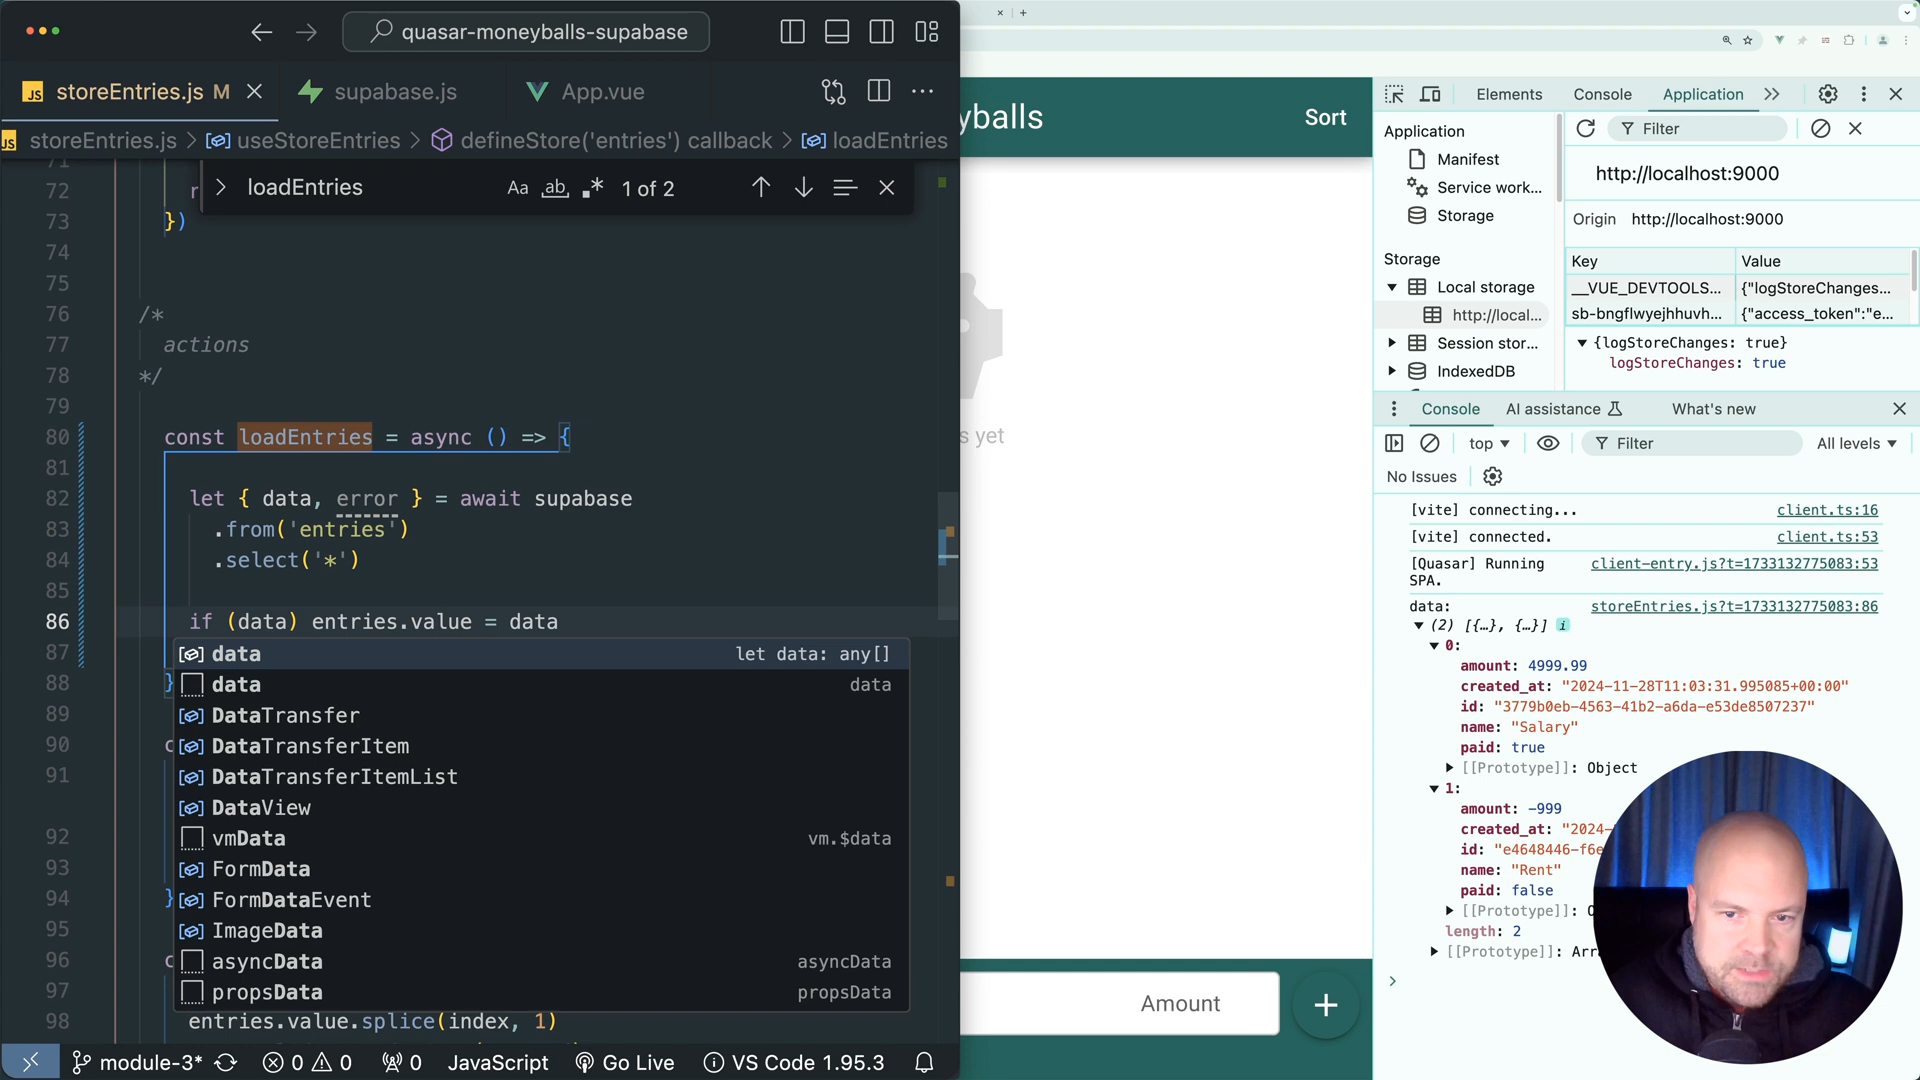 quasar-moneyballs-supabase
storeEntries.js M
supabase.js
App.vue
storeEntries.js > useStoreEntries > defineStore('entries') callback > loadEntries
loadEntries
Aa ab .* 1 of 2
71
72 r
73 })
74
75
76 /*
77 actions
78 */
79
80 const loadEntries = async () => {
81
82 let { data, error } = await supabase
83 .from('entries')
84 .select('*')
85
86 if (data) entries.value = data
87
88 }
89
90 c
91
92
93
94 }
95
96 c
97
98 entries.value.splice(index, 1)
data let data: any[]
data data
DataTransfer
DataTransferItem
DataTransferItemList
DataView
vmData vm.$data
FormData
FormDataEvent
ImageData
asyncData asyncData
propsData propsData
module-3* 0 0 0 JavaScript Go Live VS Code 1.95.3
yballs
Sort
s yet
Amount
+
Elements Console Application
Application
Manifest
Service work...
Storage
Storage
Local storage
http://local...
Session stor...
IndexedDB
Filter
http://localhost:9000
Origin http://localhost:9000
Key Value
__VUE_DEVTOOLS... {"logStoreChanges...
sb-bngflwyejhhuvh... {"access_token":"e...
{logStoreChanges: true}
logStoreChanges: true
Console AI assistance What's new
top Filter All levels
No Issues
[vite] connecting... client.ts:16
[vite] connected. client.ts:53
[Quasar] Running client-entry.js?t=1733132775083:53
SPA.
data: storeEntries.js?t=1733132775083:86
(2) [{…}, {…}] i
0:
amount: 4999.99
created_at: "2024-11-28T11:03:31.995085+00:00"
id: "3779b0eb-4563-41b2-a6da-e53de8507237"
name: "Salary"
paid: true
[[Prototype]]: Object
1:
amount: -999
created_at: "2024-
id: "e4648446-f6e
name: "Rent"
paid: false
[[Prototype]]: O
length: 2
[[Prototype]]: Arr